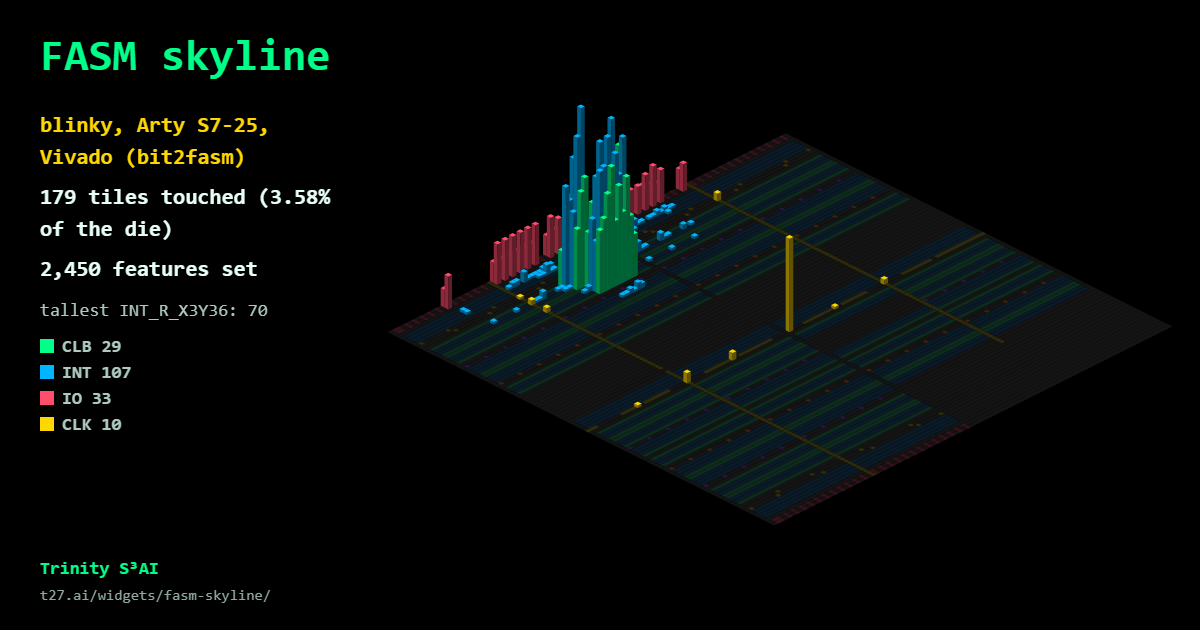 FASM skyline
blinky, Arty S7-25,
Vivado (bit2fasm)
179 tiles touched (3.58%
of the die)
2,450 features set
tallest INT_R_X3Y36: 70
CLB 29
INT 107
IO 33
CLK 10
Trinity S³AI
t27.ai/widgets/fasm-skyline/